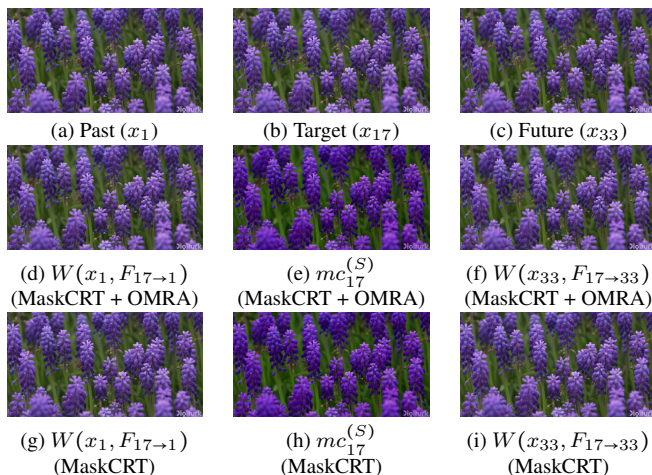 (a) Past (x₁)
(b) Target (x₁₇)
(c) Future (x₃₃)
(d) W(x₁, F₁₇→₁)
(MaskCRT + OMRA)
(e) mc₁₇^(S)
(MaskCRT + OMRA)
(f) W(x₃₃, F₁₇→₃₃)
(MaskCRT + OMRA)
(g) W(x₁, F₁₇→₁)
(MaskCRT)
(h) mc₁₇^(S)
(MaskCRT)
(i) W(x₃₃, F₁₇→₃₃)
(MaskCRT)